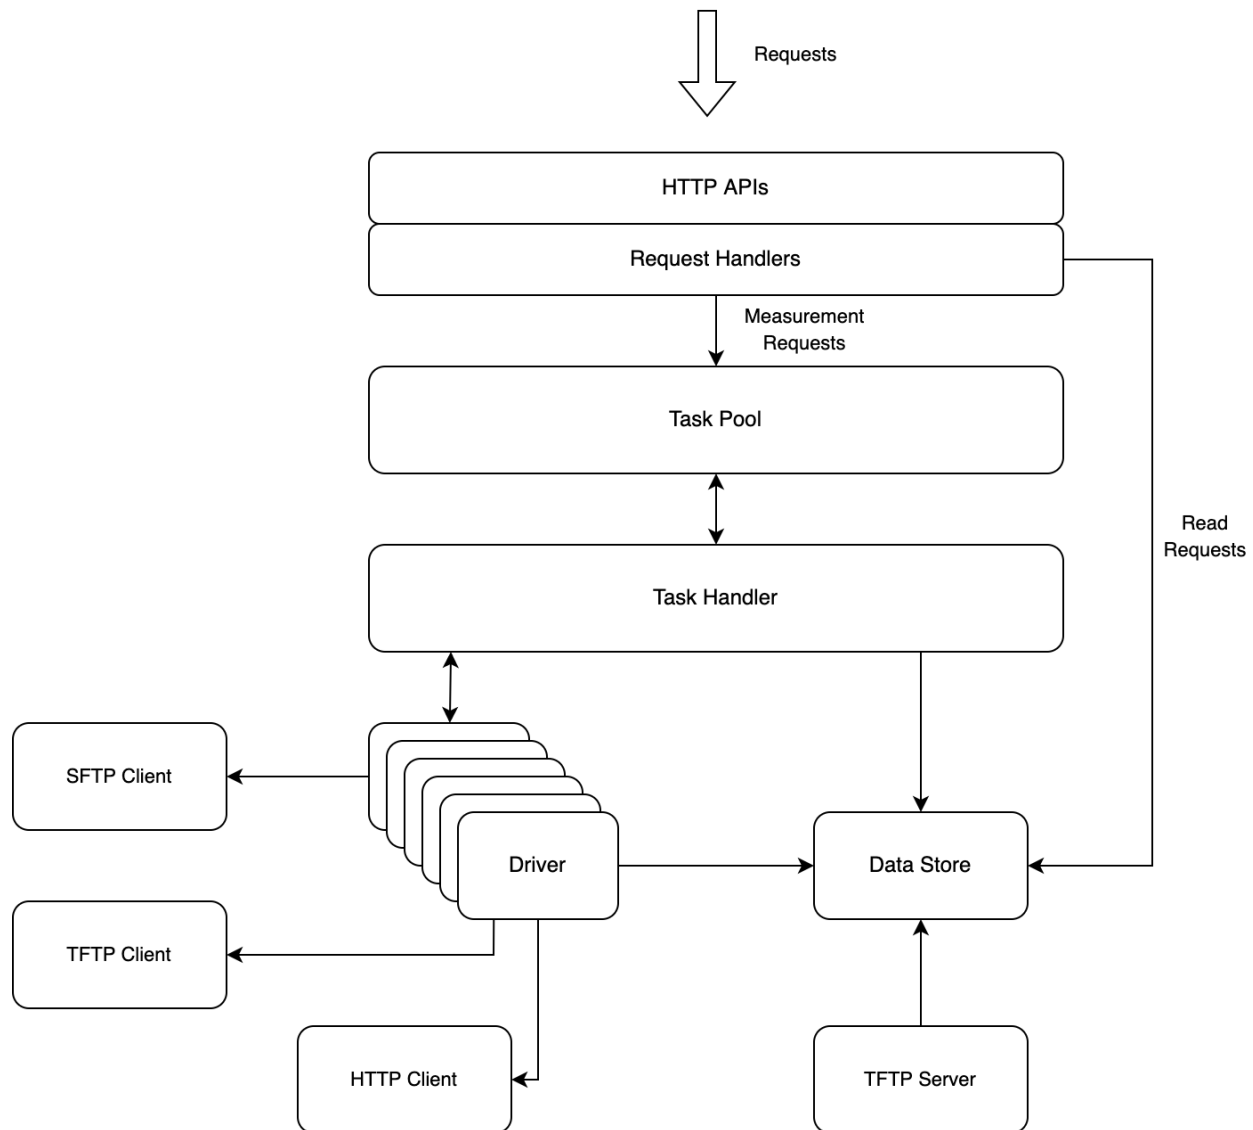 Requests
HTTP APIs
Request Handlers
Measurement
Requests
Task Pool
Read
Requests
Task Handler
SFTP Client
Driver
Data Store
TFTP Client
HTTP Client
TFTP Server